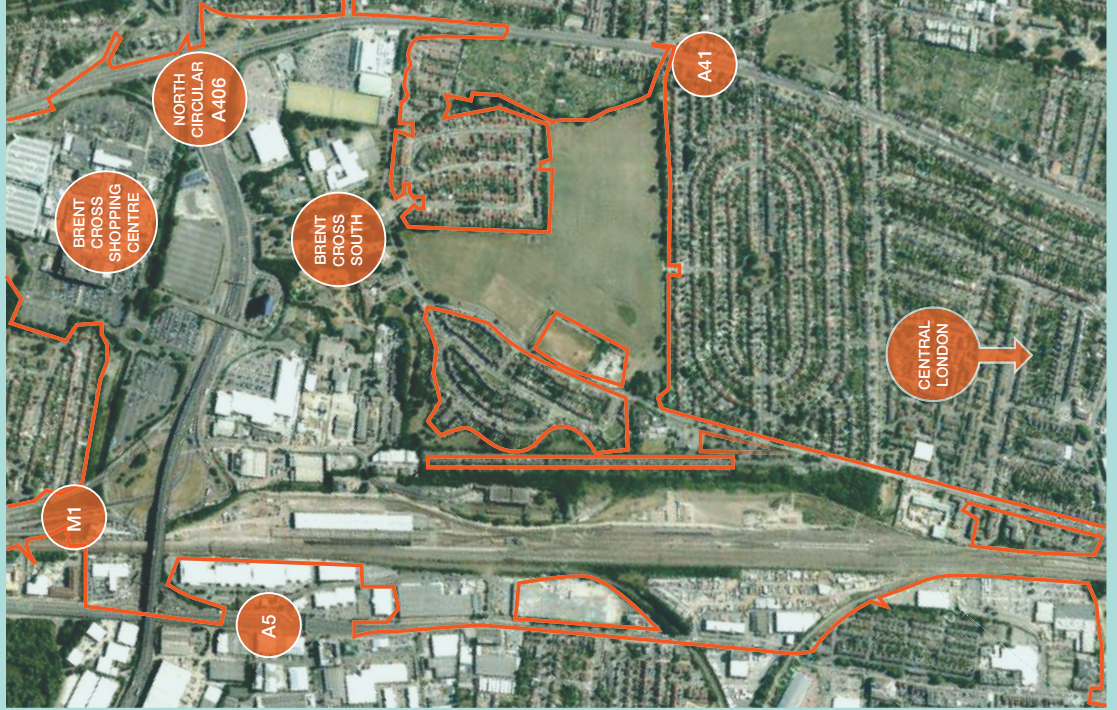 M1
A5
BRENT
CROSS
SHOPPING
CENTRE
NORTH
CIRCULAR
A406
BRENT
CROSS
SOUTH
A41
CENTRAL
LONDON